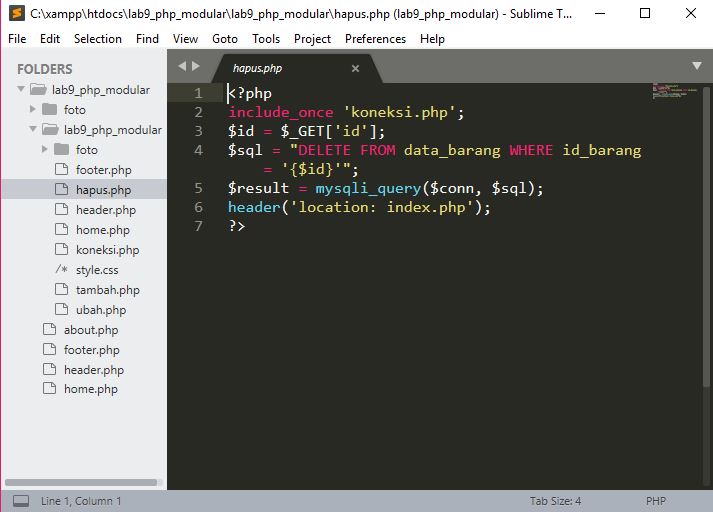 C:\xampp\htdocs\lab9_php_modular\lab9_php_modular\hapus.php (lab9_php_modular) - Sublime T...
File Edit Selection Find View Goto Tools Project Preferences Help
FOLDERS
lab9_php_modular
foto
lab9_php_modular
foto
footer.php
hapus.php
header.php
home.php
koneksi.php
/* style.css
tambah.php
ubah.php
about.php
footer.php
header.php
home.php
hapus.php
1 <?php
2 include_once 'koneksi.php';
3 $id = $_GET['id'];
4 $sql = "DELETE FROM data_barang WHERE id_barang
= '{$id}'";
5 $result = mysqli_query($conn, $sql);
6 header('location: index.php');
7 ?>
Line 1, Column 1 Tab Size: 4 PHP